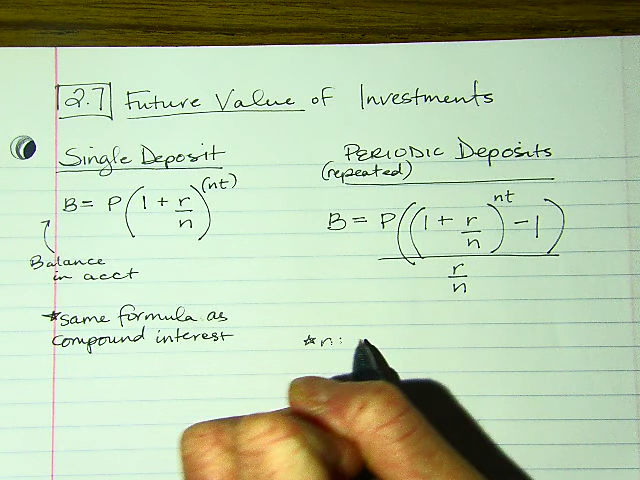 2.7 Future Value of Investments
Single Deposit
B = P(1 + r/n)^(nt)
Balance
in acct
*same formula as
compound interest
PERIODIC Deposits
(repeated)
B = P((1 + r/n)^nt - 1)
r/n
*n: